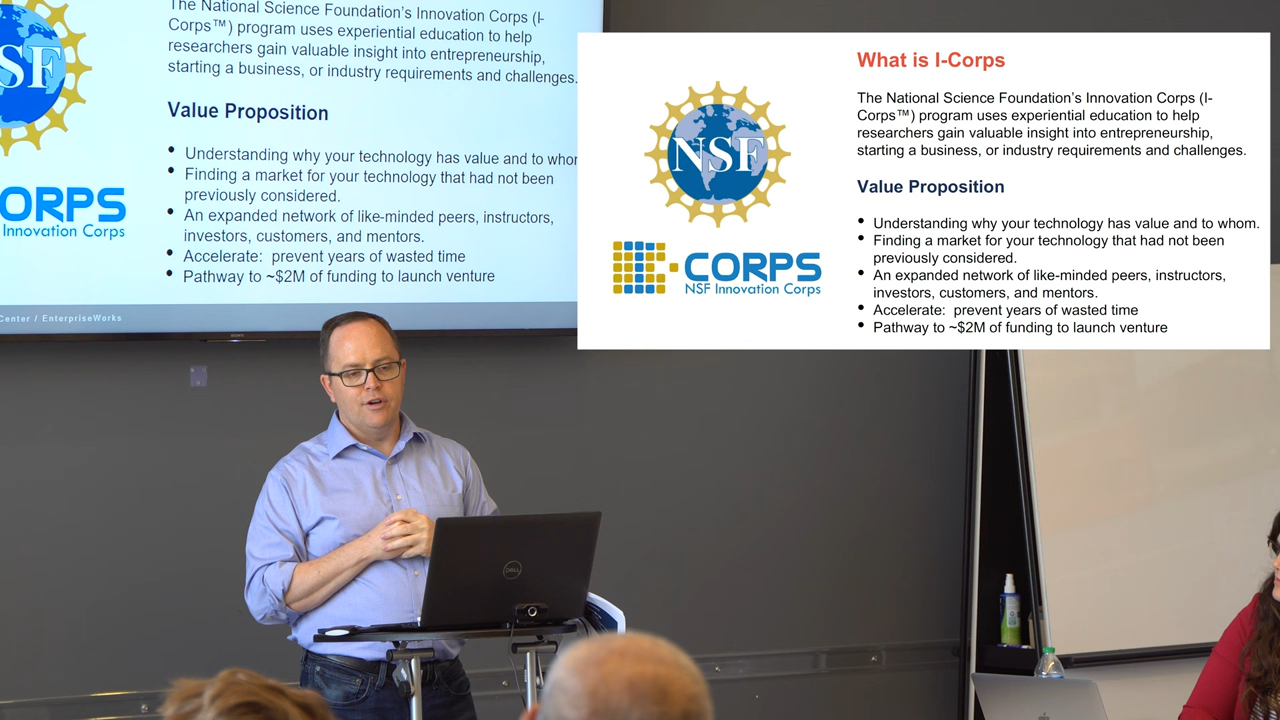 The National Science Foundation's Innovation Corps (I-
Corps™) program uses experiential education to help
researchers gain valuable insight into entrepreneurship,
starting a business, or industry requirements and challenges.
Value Proposition
• Understanding why your technology has value and to whom
• Finding a market for your technology that had not been
previously considered.
• An expanded network of like-minded peers, instructors,
investors, customers, and mentors.
• Accelerate:  prevent years of wasted time
• Pathway to ~$2M of funding to launch venture
SF
ORPS
Innovation Corps
Center / EnterpriseWorks
SONY
What is I-Corps
The National Science Foundation's Innovation Corps (I-
Corps™) program uses experiential education to help
researchers gain valuable insight into entrepreneurship,
starting a business, or industry requirements and challenges.
Value Proposition
• Understanding why your technology has value and to whom.
• Finding a market for your technology that had not been
previously considered.
• An expanded network of like-minded peers, instructors,
investors, customers, and mentors.
• Accelerate:  prevent years of wasted time
• Pathway to ~$2M of funding to launch venture
NSF
I-CORPS
NSF Innovation Corps
DELL